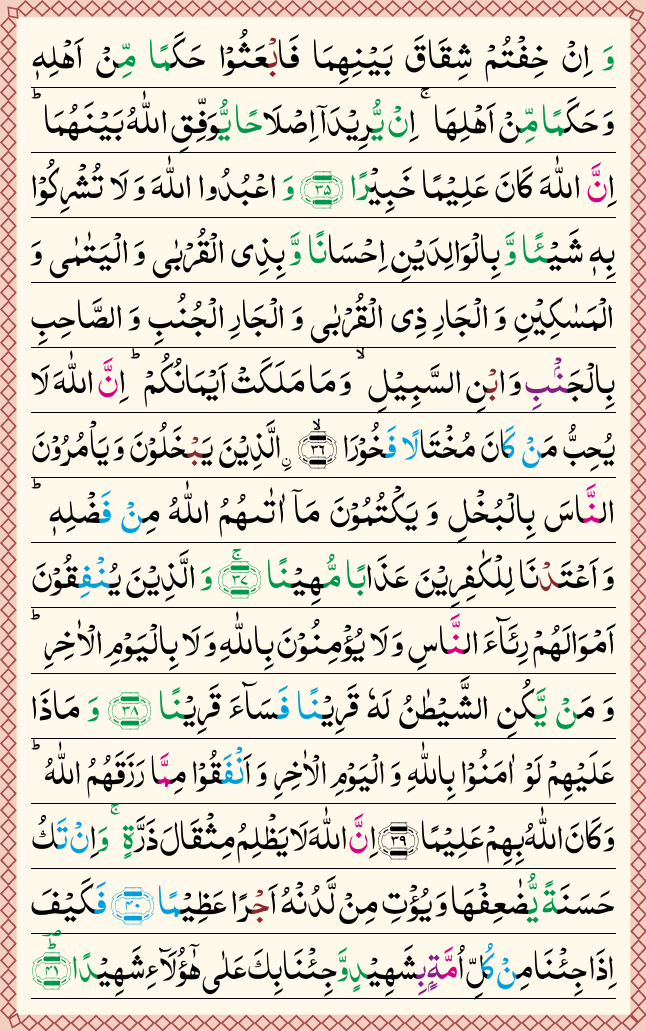 وَ اِنْ خِفْتُمْ شِقَاقَ بَيْنِهِمَا فَابْعَثُوْا حَكَمًا مِّنْ اَهْلِهٖ
وَحَكَمًا مِّنْ اَهْلِهَا ۚ اِنْ يُّرِيْدَاۤ اِصْلَاحًا يُّوَفِّقِ اللّٰهُ بَيْنَهُمَا ؕ
اِنَّ اللّٰهَ كَانَ عَلِيْمًا خَبِيْرًا ۝۳۵ وَ اعْبُدُوا اللّٰهَ وَ لَا تُشْرِكُوْا
بِهٖ شَيْـًٔا وَّ بِالْوَالِدَيْنِ اِحْسَانًا وَّ بِذِى الْقُرْبٰى وَ الْيَتٰمٰى وَ
الْمَسٰكِيْنِ وَ الْجَارِ ذِى الْقُرْبٰى وَ الْجَارِ الْجُنُبِ وَ الصَّاحِبِ
بِالْجَنْۢبِ وَ ابْنِ السَّبِيْلِ ۙ وَ مَا مَلَكَتْ اَيْمَانُكُمْ ؕ اِنَّ اللّٰهَ لَا
يُحِبُّ مَنْ كَانَ مُخْتَالًا فَخُوْرًا ۙ۝۳۶ ۨالَّذِيْنَ يَبْخَلُوْنَ وَ يَاْمُرُوْنَ
النَّاسَ بِالْبُخْلِ وَ يَكْتُمُوْنَ مَاۤ اٰتٰىهُمُ اللّٰهُ مِنْ فَضْلِهٖ ؕ
وَ اَعْتَدْنَا لِلْكٰفِرِيْنَ عَذَابًا مُّهِيْنًا ۚ۝۳۷ وَ الَّذِيْنَ يُنْفِقُوْنَ
اَمْوَالَهُمْ رِئَآءَ النَّاسِ وَ لَا يُؤْمِنُوْنَ بِاللّٰهِ وَ لَا بِالْيَوْمِ الْاٰخِرِ ؕ
وَ مَنْ يَّكُنِ الشَّيْطٰنُ لَهٗ قَرِيْنًا فَسَآءَ قَرِيْنًا ۝۳۸ وَ مَاذَا
عَلَيْهِمْ لَوْ اٰمَنُوْا بِاللّٰهِ وَ الْيَوْمِ الْاٰخِرِ وَ اَنْفَقُوْا مِمَّا رَزَقَهُمُ اللّٰهُ ؕ
وَكَانَ اللّٰهُ بِهِمْ عَلِيْمًا ۝۳۹ اِنَّ اللّٰهَ لَا يَظْلِمُ مِثْقَالَ ذَرَّةٍ ۚ وَاِنْ تَكُ
حَسَنَةً يُّضٰعِفْهَا وَ يُؤْتِ مِنْ لَّدُنْهُ اَجْرًا عَظِيْمًا ۝۴۰ فَكَيْفَ
اِذَا جِئْنَا مِنْ كُلِّ اُمَّةٍۭ بِشَهِيْدٍ وَّجِئْنَا بِكَ عَلٰى هٰۤؤُلَآءِ شَهِيْدًا ؕؔ۝۴۱